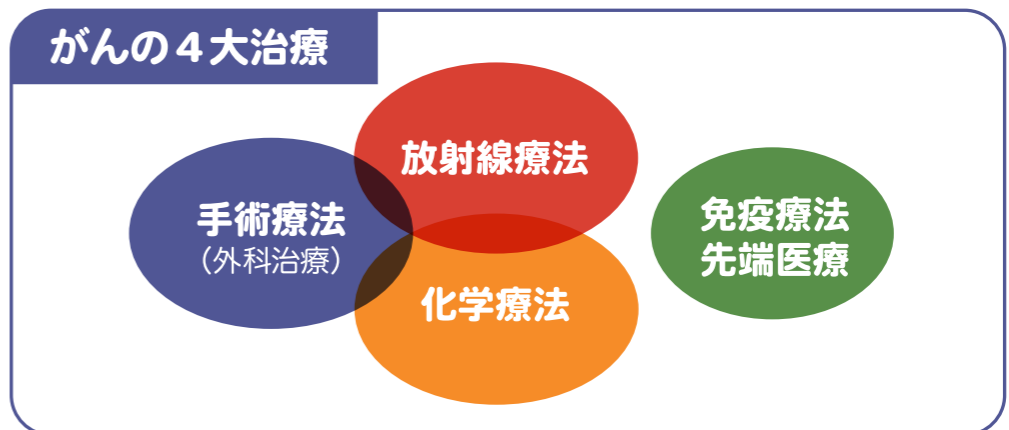 がんの４大治療
放射線療法
手術療法
（外科治療）
化学療法
免疫療法
先端医療